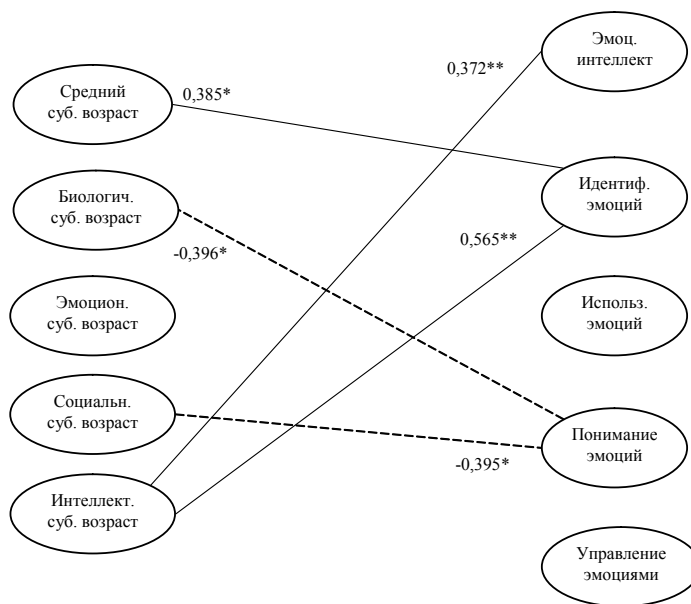 Эмоц.
интеллект
0,372**
Средний
суб. возраст
0,385*
Биологич.
суб. возраст
Идентиф.
эмоций
-0,396*
0,565**
Эмоцион.
суб. возраст
Использ.
эмоций
Социальн.
суб. возраст
Понимание
эмоций
-0,395*
Интеллект.
суб. возраст
Управление
эмоциями